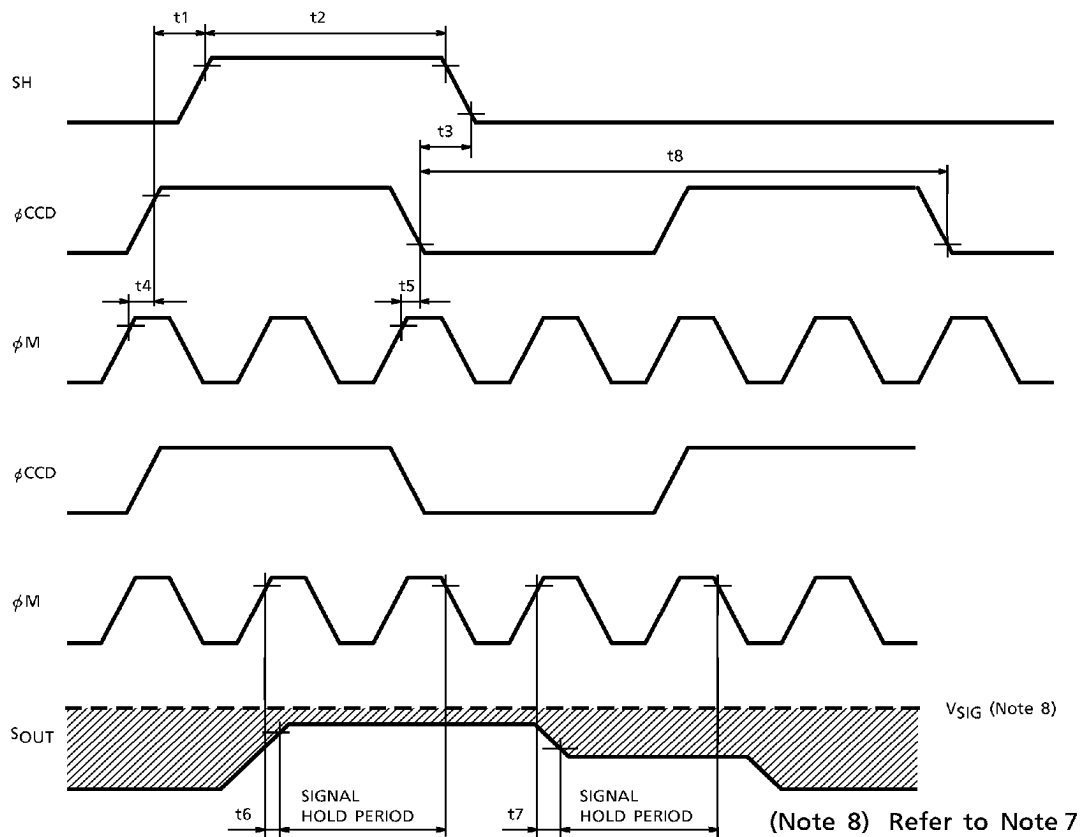 t1
t2
SH
t3
t8
φCCD
t4
t5
φM
φCCD
φM
VSIG (Note 8)
SOUT
t6
SIGNAL
HOLD PERIOD
t7
SIGNAL
HOLD PERIOD
(Note 8) Refer to Note 7